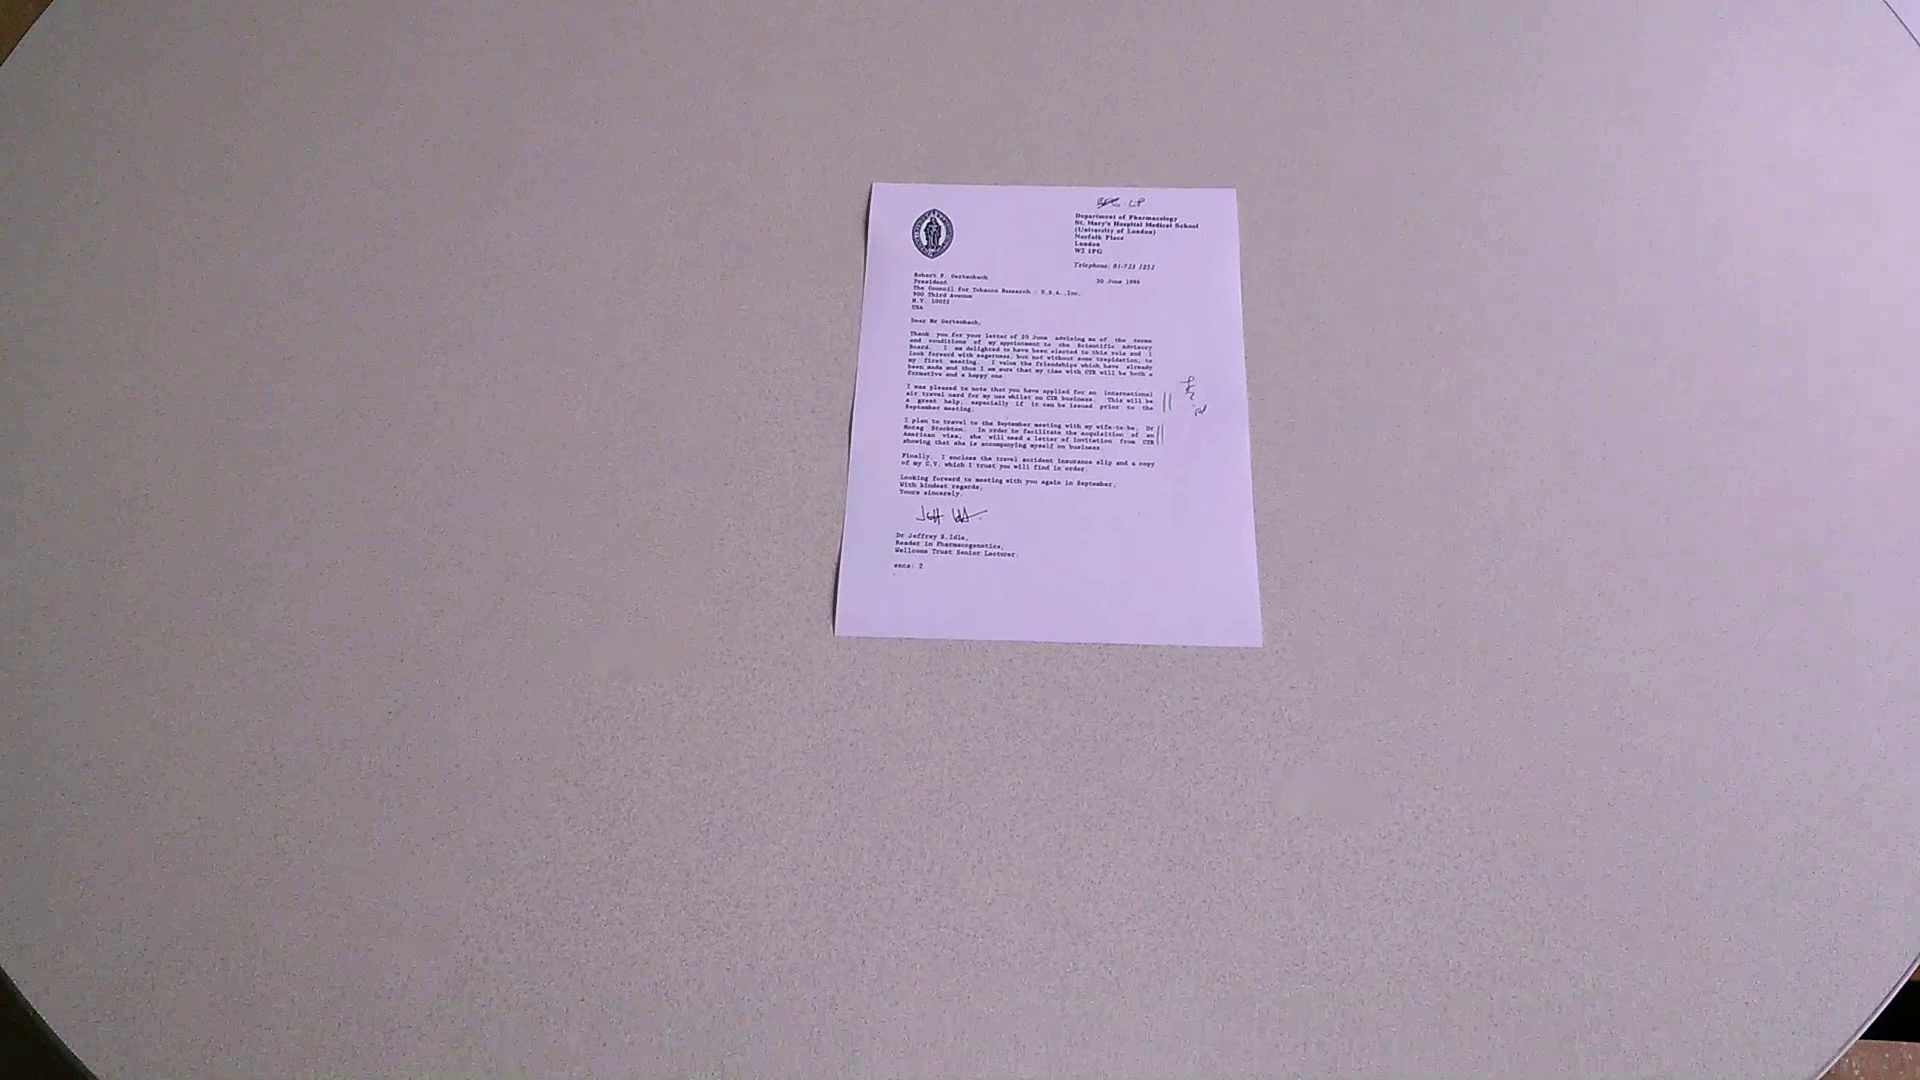 LP
Department of Pharmacology
St. Mary's Hospital Medical School
(University of London)
Norfolk Place
London
W2 1PG
Telephone: 01-723 1252
Robert F. Gertenbach
President
30 June 1988
The Council for Tobacco Research - U.S.A.,Inc.
900 Third Avenue
N.Y. 10022
USA
Dear Mr Gertenbach,
Thank you for your letter of 20 June advising me of the terms
and conditions of my appointment to the Scientific Advisory
Board. I am delighted to have been elected to this role and I
look forward with eagerness, but not without some trepidation, to
my first meeting. I value the friendships which have already
been made and thus I am sure that my time with CTR will be both a
formative and a happy one.
I was pleased to note that you have applied for an international
air travel card for my use whilst on CTR business. This will be
a great help, especially if it can be issued prior to the
September meeting.
I plan to travel to the September meeting with my wife-to-be, Dr
Morag Stockton. In order to facilitate the acquisition of an
American visa, she will need a letter of invitation from CTR
showing that she is accompanying myself on business.
Finally, I enclose the travel accident insurance slip and a copy
of my C.V. which I trust you will find in order.
Looking forward to meeting with you again in September.
With kindest regards,
Yours sincerely,
Dr Jeffrey R.Idle,
Reader in Pharmacogenetics,
Wellcome Trust Senior Lecturer.
encs: 2